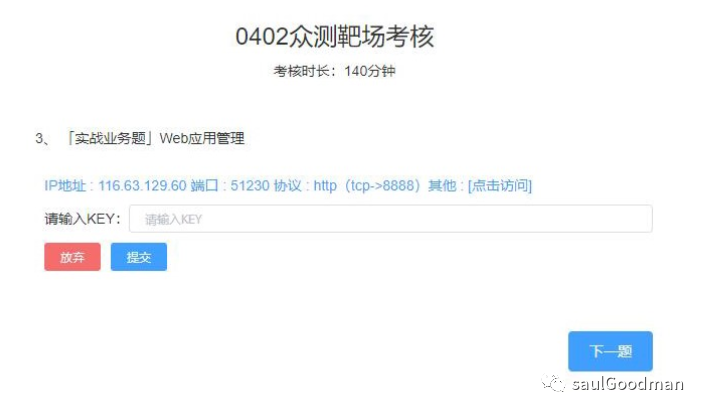 0402众测靶场考核
考核时长：140分钟
3、 「实战业务题」Web应用管理
IP地址 : 116.63.129.60 端口 : 51230 协议 : http（tcp->8888）其他 : [点击访问]
请输入KEY： 请输入KEY
放弃 提交
下一题
saulGoodman